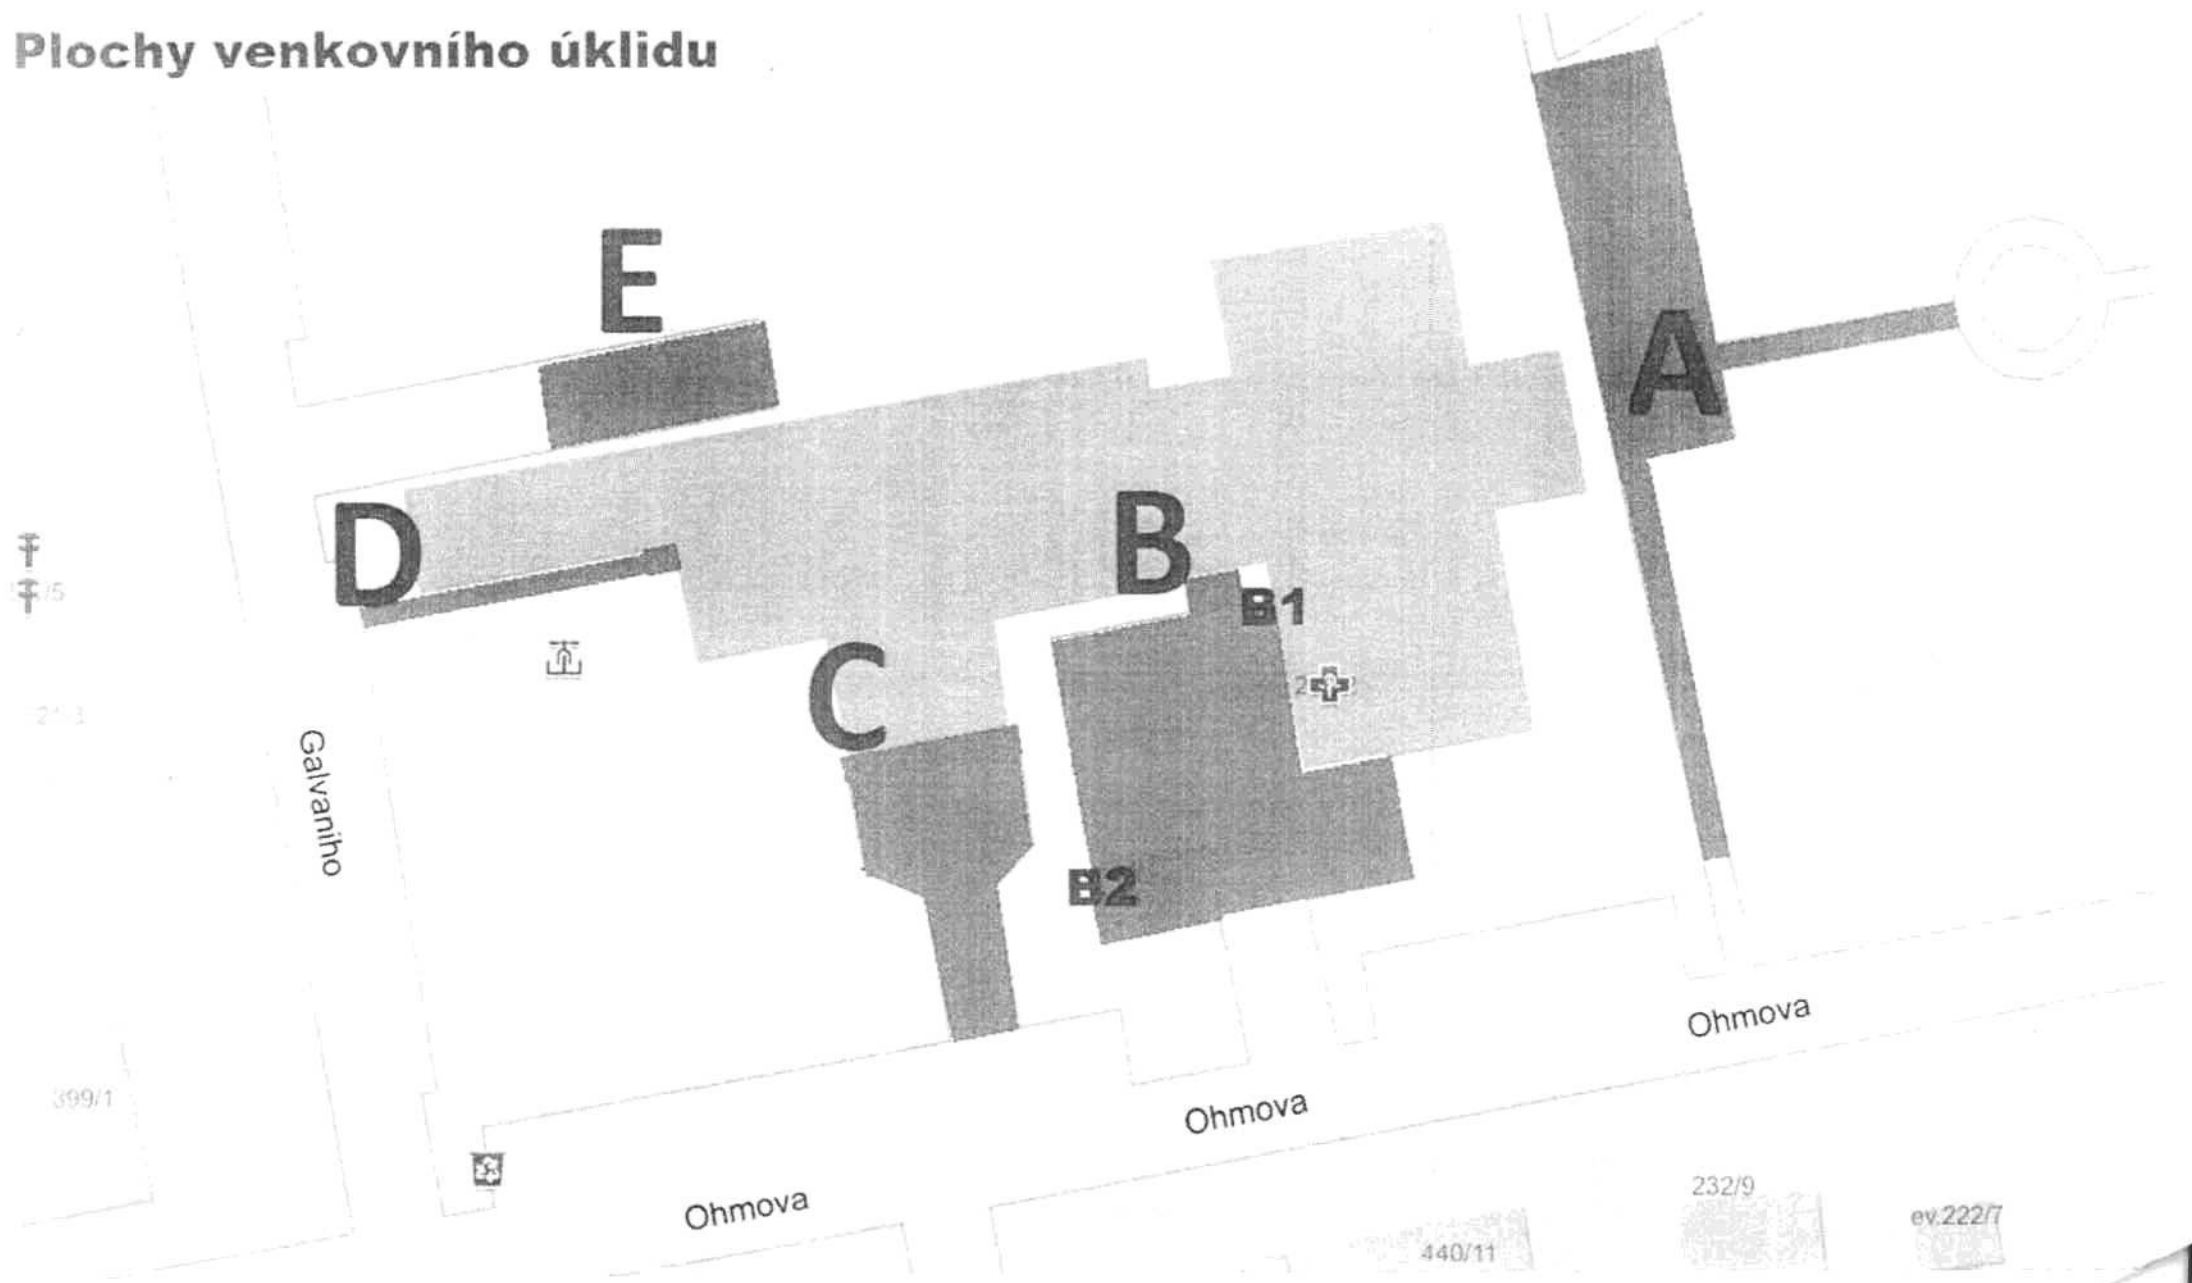 Plochy venkovního úklidu
E
A
D
B
B1
C
B2
Galvaniho
Ohmova
Ohmova
Ohmova
399/1
232/9
ev.222/7
440/11